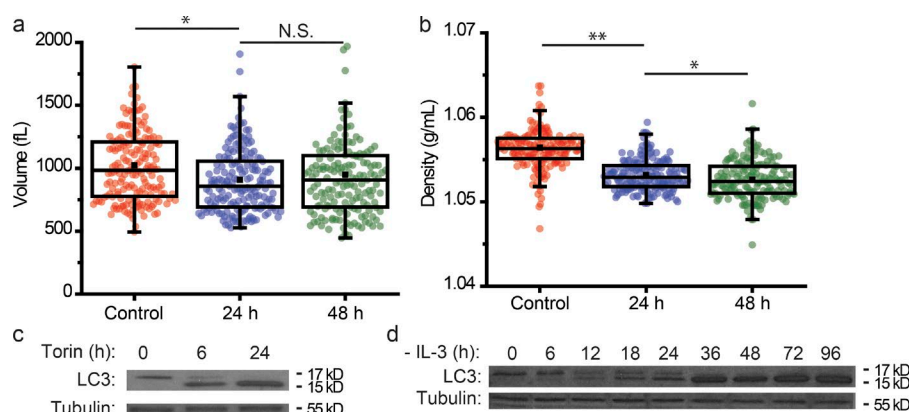 a
*
N.S.
2000
1500
1000
500
0
Volume (fL)
Control
24 h
48 h
b
**
*
1.07
1.06
1.05
1.04
Density (g/mL)
Control
24 h
48 h
c
Torin (h): 0 6 24
LC3:
- 17 kD
- 15 kD
Tubulin:
- 55 kD
d
- IL-3 (h): 0 6 12 18 24 36 48 72 96
LC3:
- 17 kD
- 15 kD
Tubulin:
- 55 kD